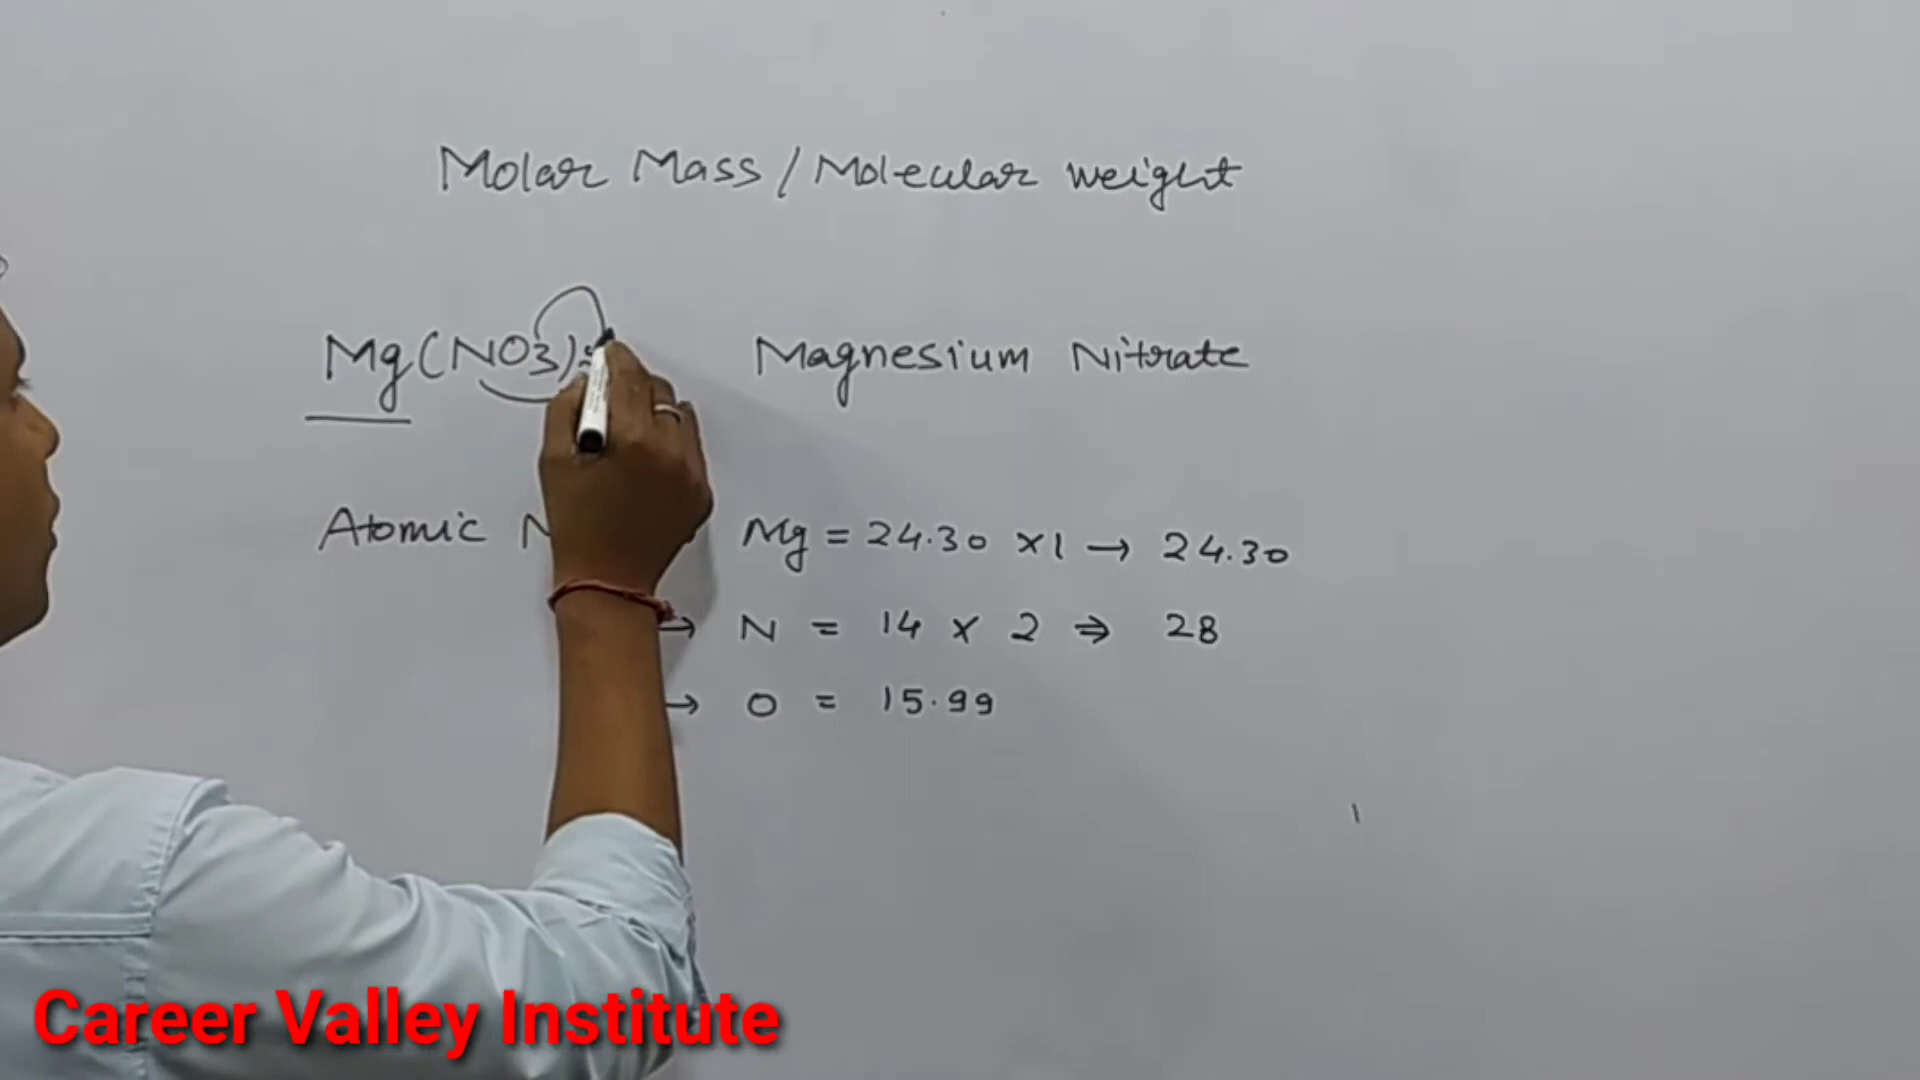 Molar Mass / Molecular weight
Mg(NO3)2 Magnesium Nitrate
Atomic Mg = 24.30 x1 → 24.30
→ N = 14 x 2 ⇒ 28
→ O = 15.99
Career Valley Institute